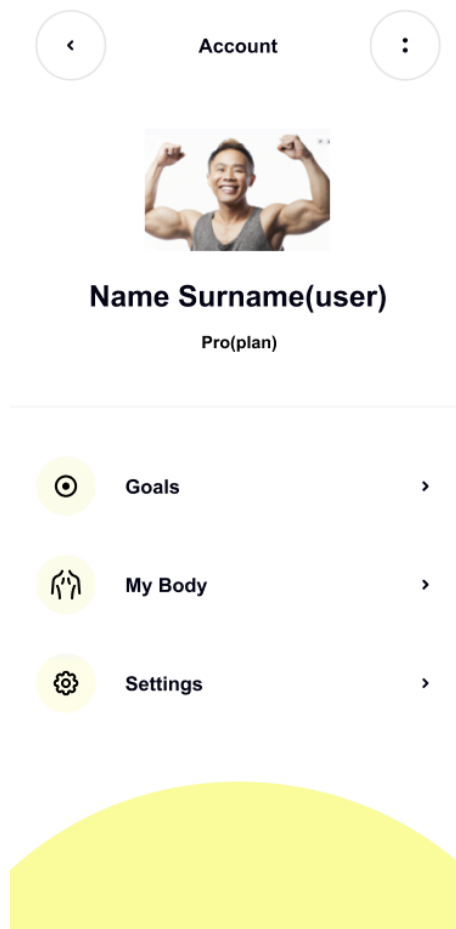 Account
Name Surname(user)
Pro(plan)
Goals
My Body
Settings